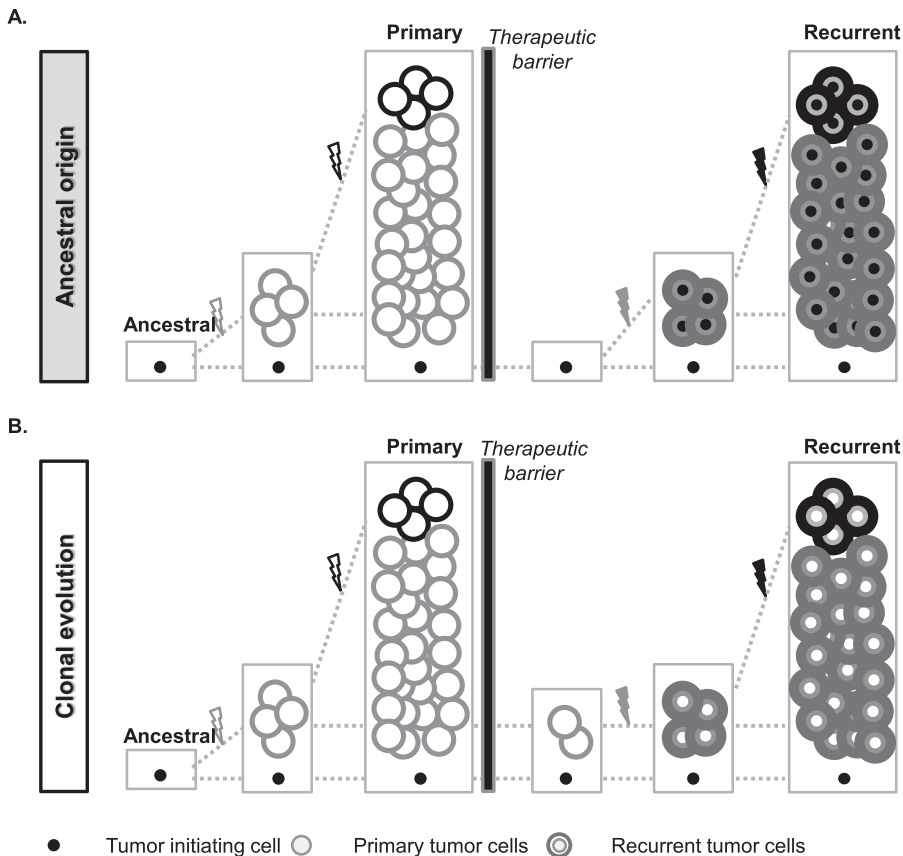 A.
Primary
Therapeutic
barrier
Recurrent
Ancestral origin
Ancestral
B.
Primary
Therapeutic
barrier
Recurrent
Clonal evolution
Ancestral
Tumor initiating cell
Primary tumor cells
Recurrent tumor cells